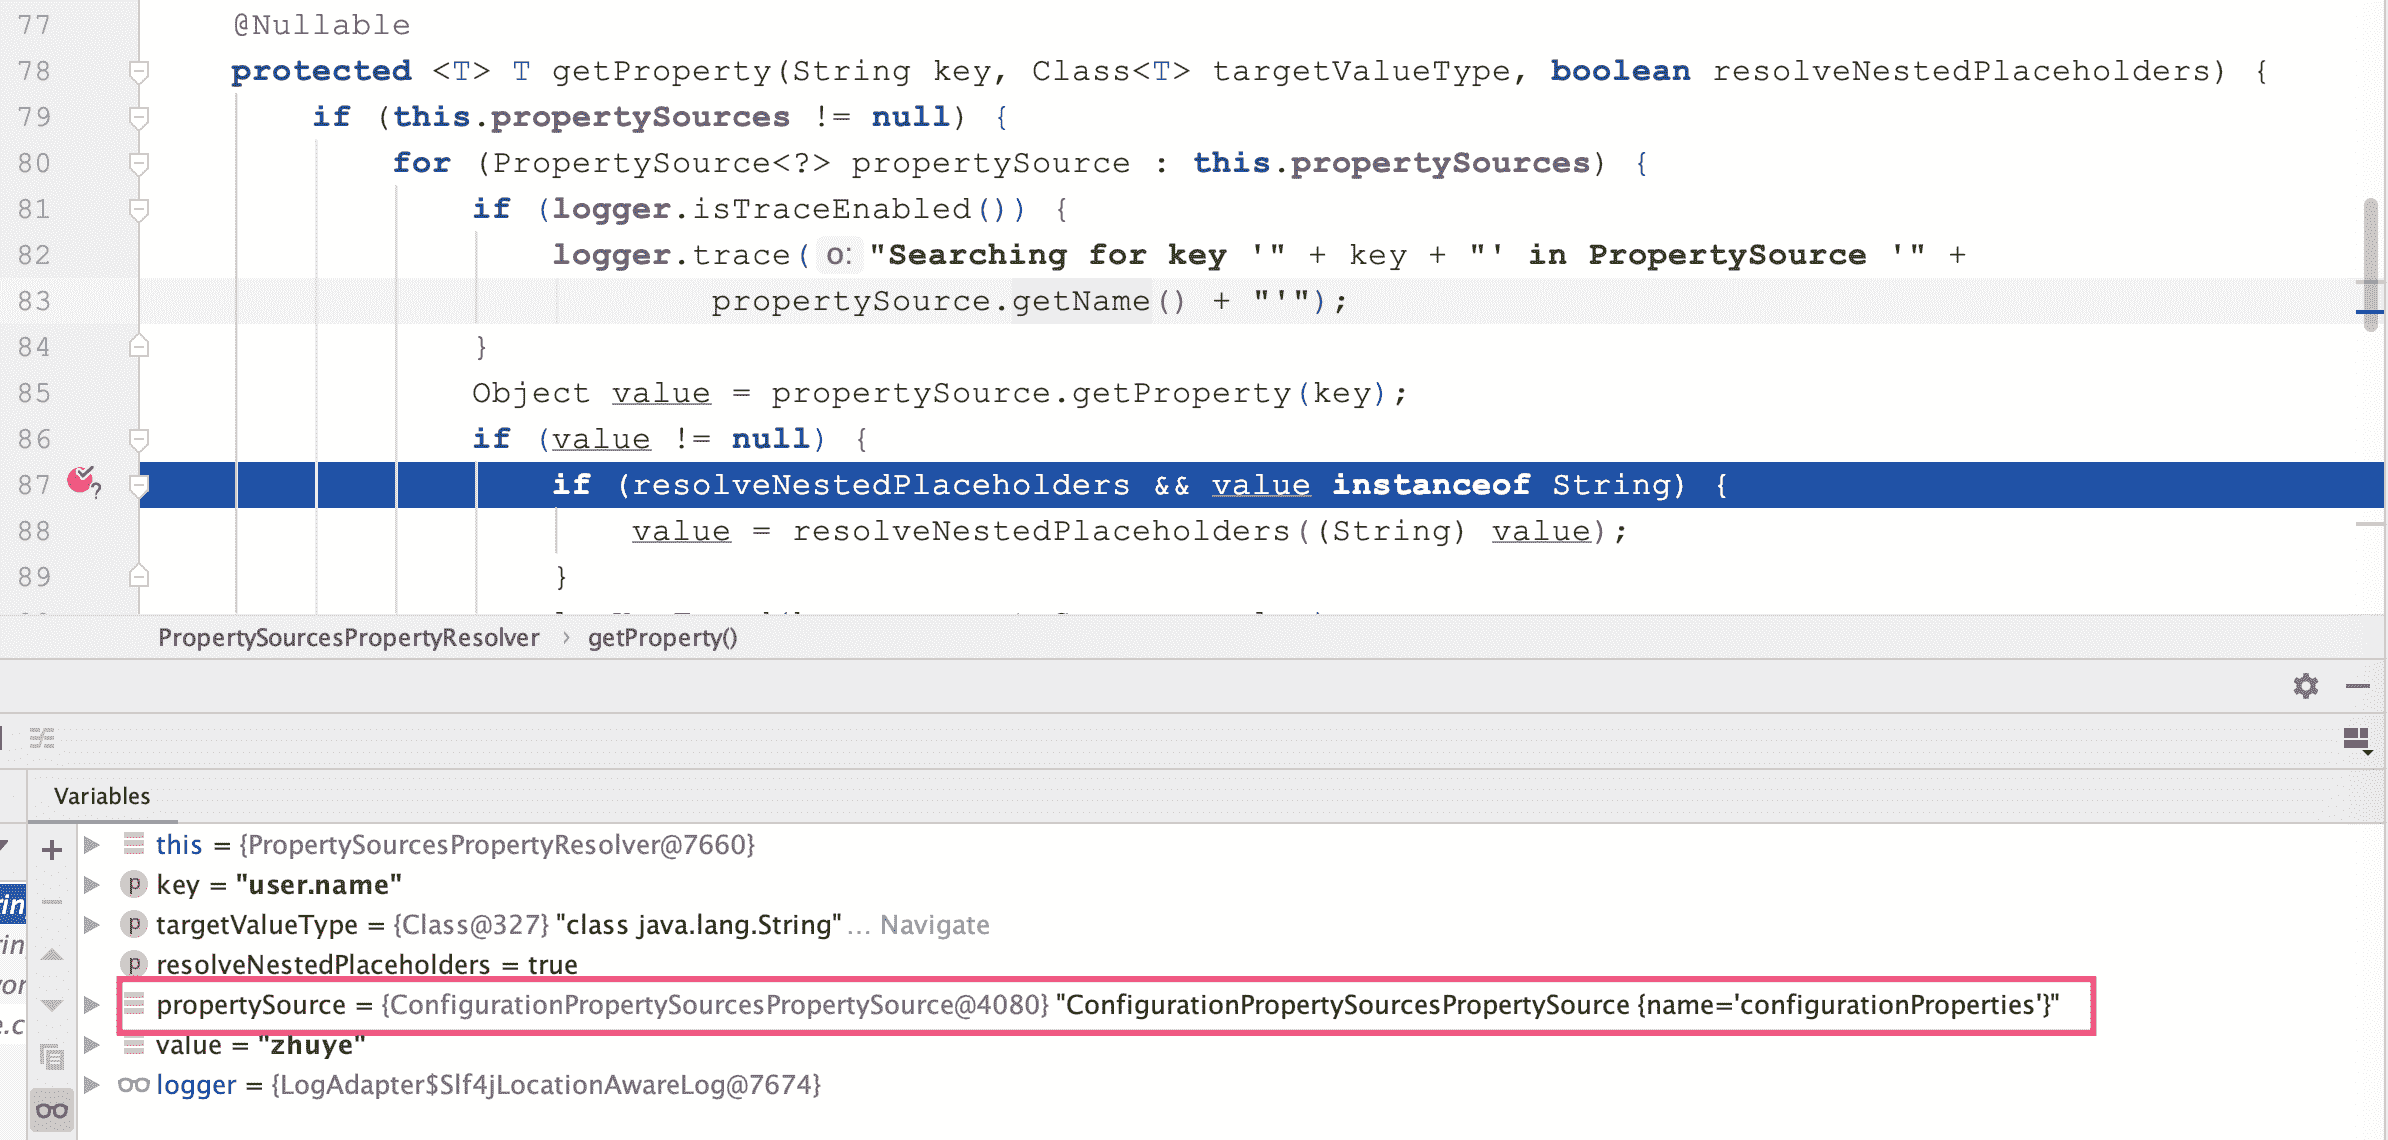 77 @Nullable
78 protected <T> T getProperty(String key, Class<T> targetValueType, boolean resolveNestedPlaceholders) {
79 if (this.propertySources != null) {
80 for (PropertySource<?> propertySource : this.propertySources) {
81 if (logger.isTraceEnabled()) {
82 logger.trace( o: "Searching for key '" + key + "' in PropertySource '" +
83 propertySource.getName() + "'");
84 }
85 Object value = propertySource.getProperty(key);
86 if (value != null) {
87 if (resolveNestedPlaceholders && value instanceof String) {
88 value = resolveNestedPlaceholders((String) value);
89 }
PropertySourcesPropertyResolver › getProperty()
Variables
this = {PropertySourcesPropertyResolver@7660}
key = "user.name"
targetValueType = {Class@327} "class java.lang.String"... Navigate
resolveNestedPlaceholders = true
propertySource = {ConfigurationPropertySourcesPropertySource@4080} "ConfigurationPropertySourcesPropertySource {name='configurationProperties'}"
value = "zhuye"
logger = {LogAdapter$Slf4jLocationAwareLog@7674}